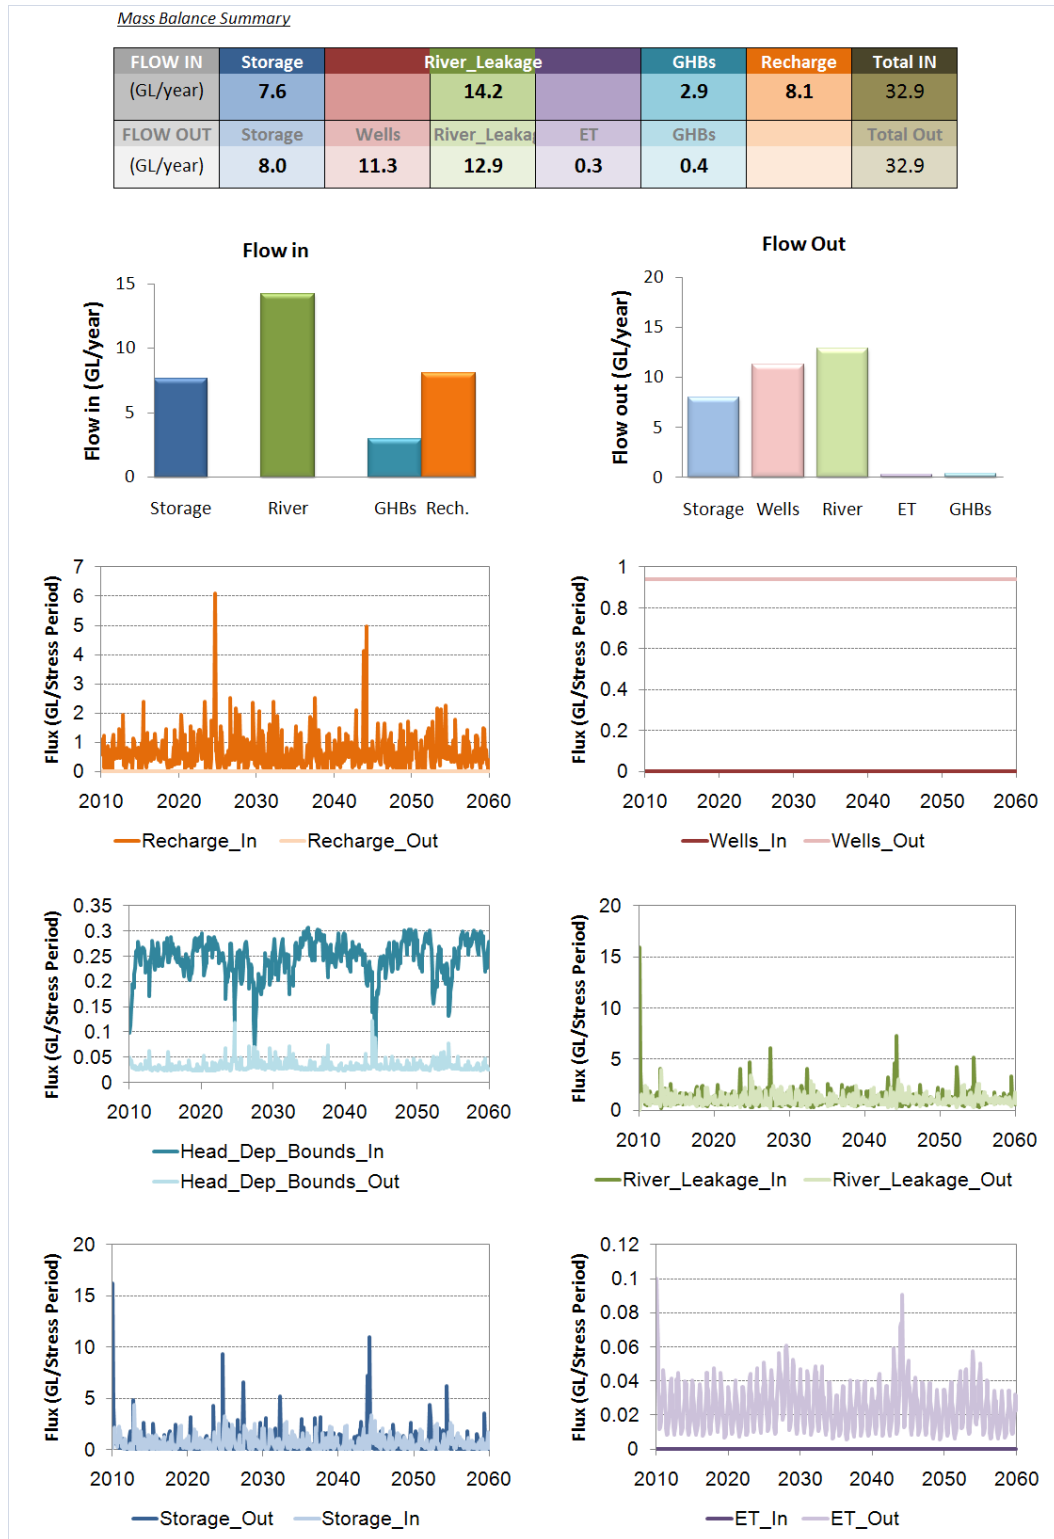 Mass Balance Summary
FLOW IN Storage River_Leakage GHBs Recharge Total IN
(GL/year) 7.6 14.2 2.9 8.1 32.9
FLOW OUT Storage Wells River_Leakag ET GHBs Total Out
(GL/year) 8.0 11.3 12.9 0.3 0.4 32.9
Flow in
Flow in (GL/year)
15
10
5
0
Storage River GHBs Rech.
Flow Out
Flow out (GL/year)
20
15
10
5
0
Storage Wells River ET GHBs
Flux (GL/Stress Period)
7
6
5
4
3
2
1
0
2010 2020 2030 2040 2050 2060
Recharge_In Recharge_Out
Flux (GL/Stress Period)
1
0.8
0.6
0.4
0.2
0
2010 2020 2030 2040 2050 2060
Wells_In Wells_Out
Flux (GL/Stress Period)
0.35
0.3
0.25
0.2
0.15
0.1
0.05
0
2010 2020 2030 2040 2050 2060
Head_Dep_Bounds_In
Head_Dep_Bounds_Out
Flux (GL/Stress Period)
20
15
10
5
0
2010 2020 2030 2040 2050 2060
River_Leakage_In River_Leakage_Out
Flux (GL/Stress Period)
20
15
10
5
0
2010 2020 2030 2040 2050 2060
Storage_Out Storage_In
Flux (GL/Stress Period)
0.12
0.1
0.08
0.06
0.04
0.02
0
2010 2020 2030 2040 2050 2060
ET_In ET_Out